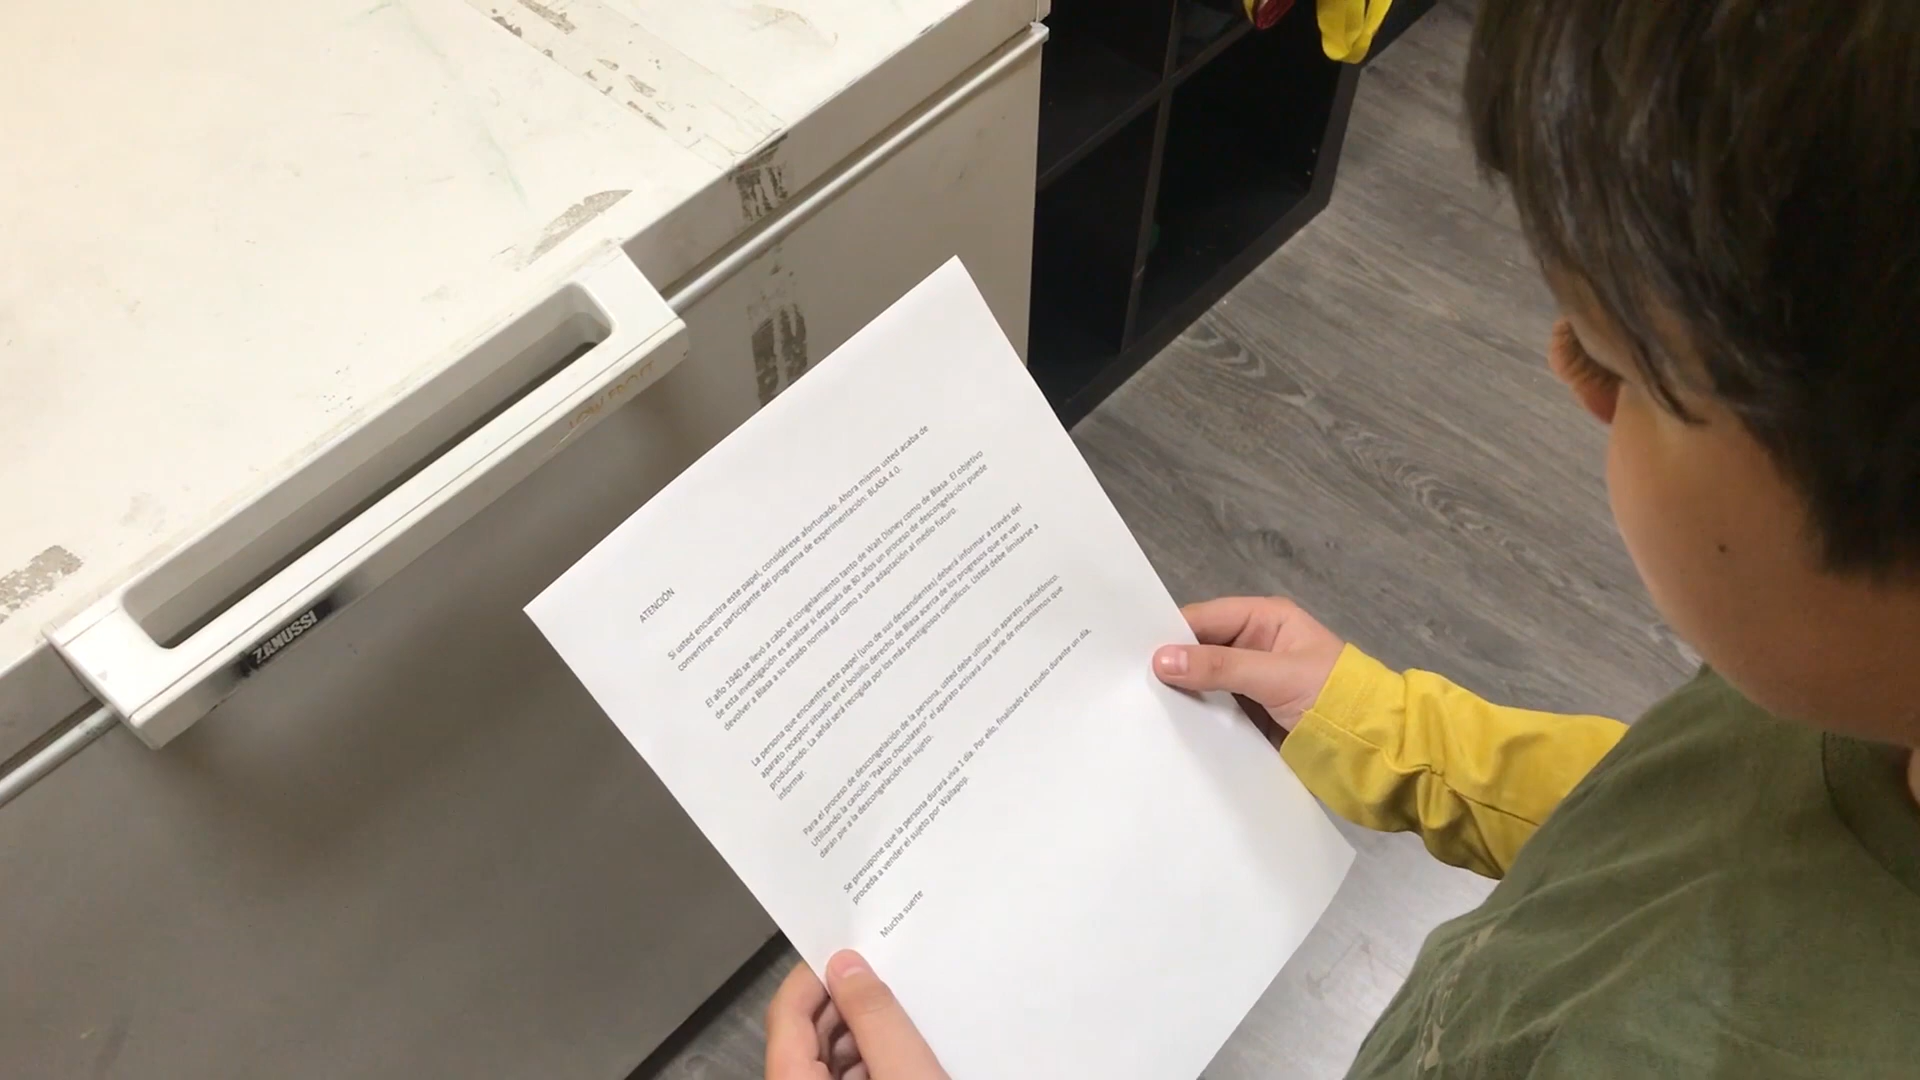 LOW FROST
ZANUSSI
ATENCIÓN
Si usted encuentra este papel, considérese afortunado. Ahora mismo usted acaba de
convertirse en participante del programa de experimentación: BLASA 4.0.
El año 1940 se llevó a cabo el congelamiento tanto de Walt Disney como de Blasa. El objetivo
de esta investigación es analizar si después de 80 años un proceso de descongelación puede
devolver a Blasa a su estado normal así como a una adaptación al medio futuro.
La persona que encuentre este papel (uno de sus descendientes) deberá informar a través del
aparato receptor situado en el bolsillo derecho de Blasa acerca de los progresos que se van
produciendo. La señal será recogida por los más prestigiosos científicos. Usted debe limitarse a
informar.
Para el proceso de descongelación de la persona, usted debe utilizar un aparato radiofónico.
Utilizando la canción "Pakito chocolatero" el aparato activará una serie de mecanismos que
darán pie a la descongelación del sujeto.
Se presupone que la persona durará viva 1 día. Por ello, finalizado el estudio durante un día,
proceda a vender el sujeto por Wallapop.
Mucha suerte